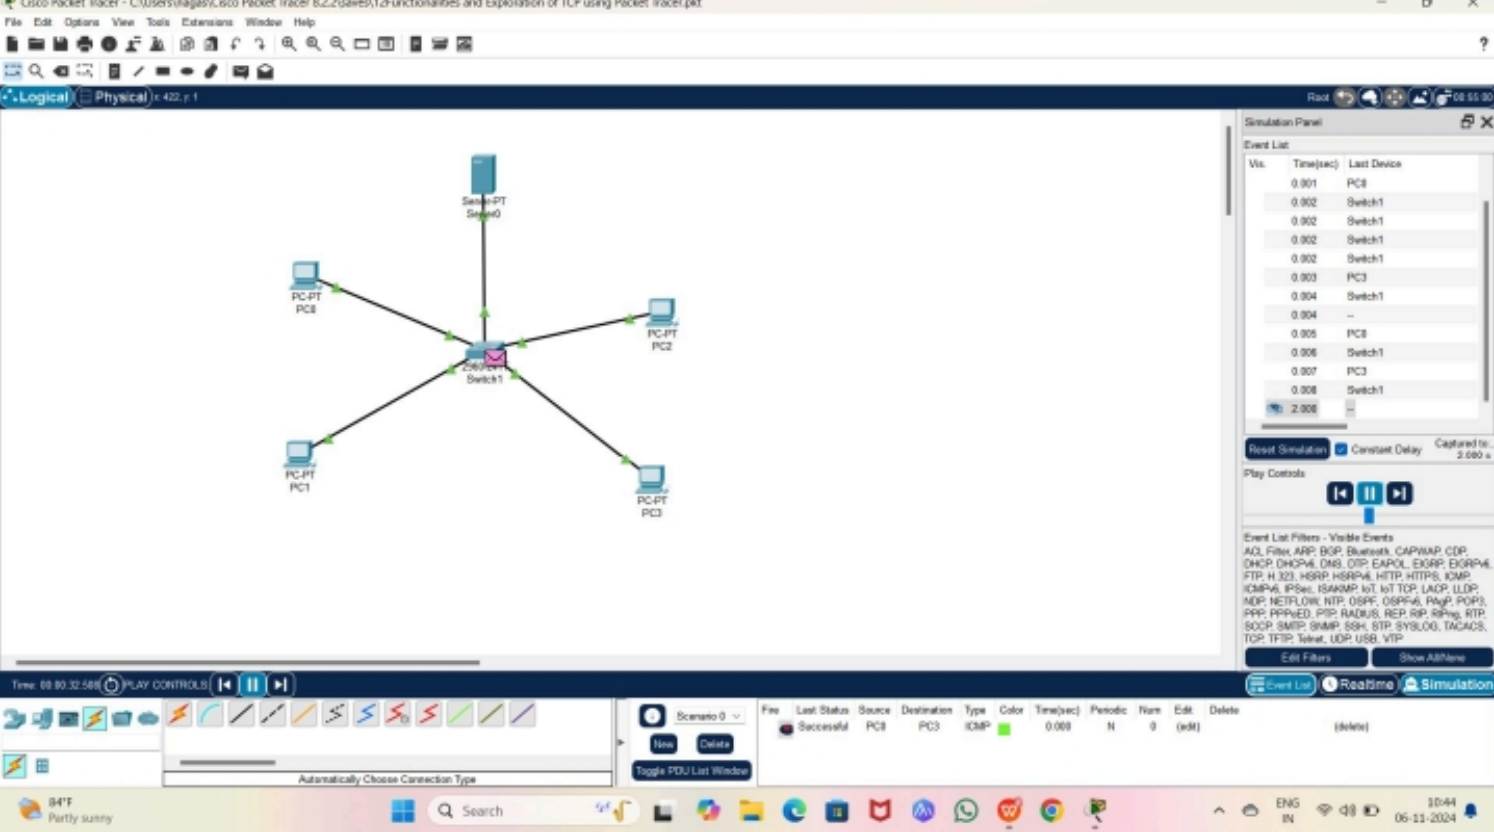 Cisco Packet Tracer - C:\Users\nagas\Cisco Packet Tracer 8.2.2\saves\12Functionalities and Exploration of TCP using Packet Tracer.pkt
File Edit Options View Tools Extensions Window Help
?
Logical Physical x: 422, y: 1 Root 00:55:00
Simulation Panel
Event List
Vis. Time(sec) Last Device
0.001 PC0
0.002 Switch1
0.002 Switch1
0.002 Switch1
0.002 Switch1
0.003 PC3
0.004 Switch1
0.004 --
0.005 PC0
0.006 Switch1
0.007 PC3
0.008 Switch1
2.000 --
Server-PT
Server0
PC-PT
PC0
PC-PT
PC2
Switch1
PC-PT
PC1
PC-PT
PC3
Reset Simulation Constant Delay Captured to:
2.000 s
Play Controls
Event List Filters - Visible Events
ACL Filter, ARP, BGP, Bluetooth, CAPWAP, CDP,
DHCP, DHCPv6, DNS, DTP, EAPOL, EIGRP, EIGRPv6,
FTP, H.323, HSRP, HSRPv6, HTTP, HTTPS, ICMP,
ICMPv6, IPSec, ISAKMP, IoT, IoT TCP, LACP, LLDP,
NDP, NETFLOW, NTP, OSPF, OSPFv6, PAgP, POP3,
PPP, PPPoED, PTP, RADIUS, REP, RIP, RIPng, RTP,
SCCP, SMTP, SNMP, SSH, STP, SYSLOG, TACACS,
TCP, TFTP, Telnet, UDP, USB, VTP
Edit Filters Show All/None
Time: 00:00:32.508 PLAY CONTROLS: Event List Realtime Simulation
Scenario 0
New Delete
Toggle PDU List Window
Fire Last Status Source Destination Type Color Time(sec) Periodic Num Edit Delete
Successful PC0 PC3 ICMP 0.000 N 0 (edit) (delete)
Automatically Choose Connection Type
84°F
Partly sunny
Search
ENG
IN
10:44
06-11-2024